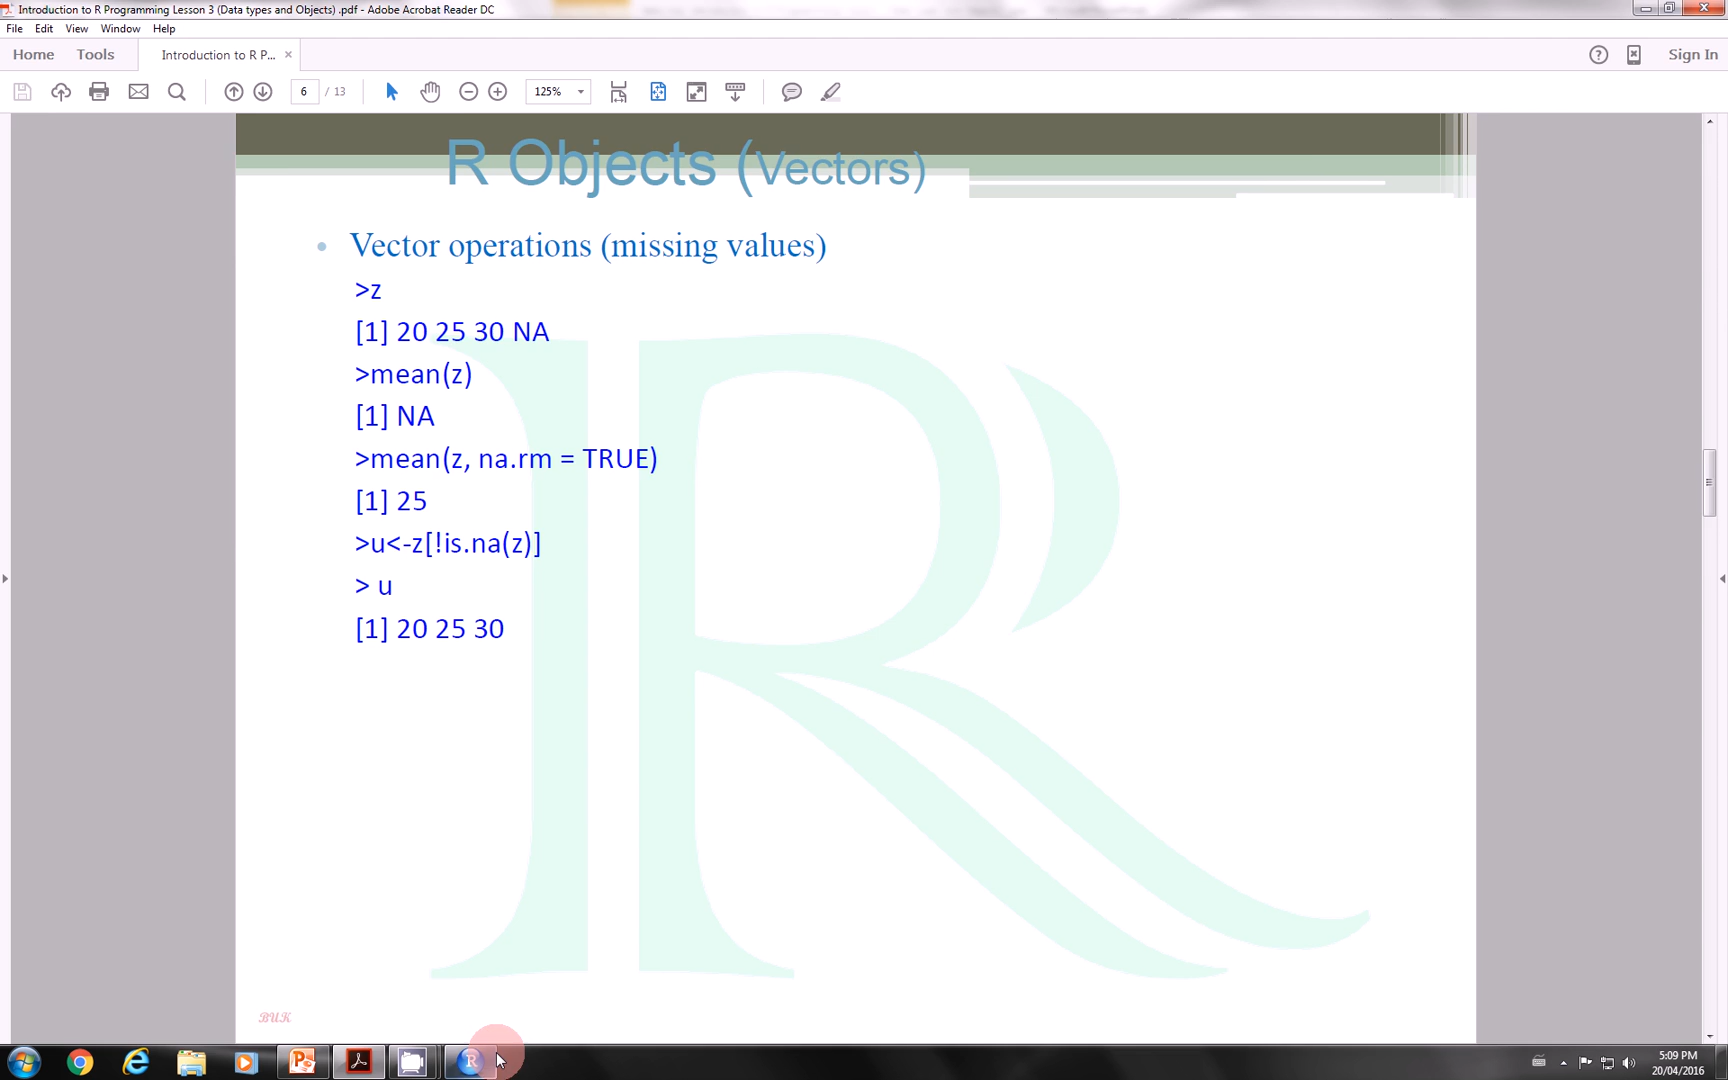 Introduction to R Programming Lesson 3 (Data types and Objects) .pdf - Adobe Acrobat Reader DC
File Edit View Window Help
Home Tools Introduction to R P... × Sign In
6 / 13 125%
R Objects (Vectors)
• Vector operations (missing values)
>z
[1] 20 25 30 NA
>mean(z)
[1] NA
>mean(z, na.rm = TRUE)
[1] 25
>u<-z[!is.na(z)]
> u
[1] 20 25 30
BUK
5:09 PM
20/04/2016